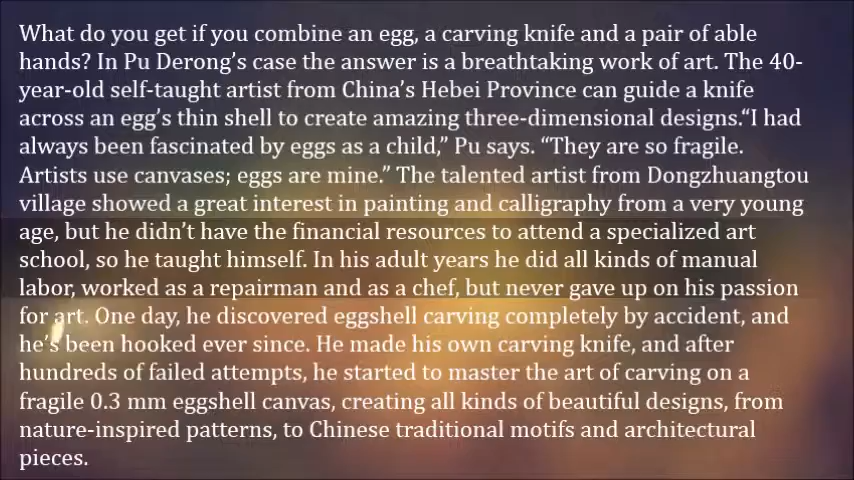 What do you get if you combine an egg, a carving knife and a pair of able
hands? In Pu Derong’s case the answer is a breathtaking work of art. The 40-
year-old self-taught artist from China’s Hebei Province can guide a knife
across an egg’s thin shell to create amazing three-dimensional designs.“I had
always been fascinated by eggs as a child,” Pu says. “They are so fragile.
Artists use canvases; eggs are mine.” The talented artist from Dongzhuangtou
village showed a great interest in painting and calligraphy from a very young
age, but he didn’t have the financial resources to attend a specialized art
school, so he taught himself. In his adult years he did all kinds of manual
labor, worked as a repairman and as a chef, but never gave up on his passion
for art. One day, he discovered eggshell carving completely by accident, and
he’s been hooked ever since. He made his own carving knife, and after
hundreds of failed attempts, he started to master the art of carving on a
fragile 0.3 mm eggshell canvas, creating all kinds of beautiful designs, from
nature-inspired patterns, to Chinese traditional motifs and architectural
pieces.